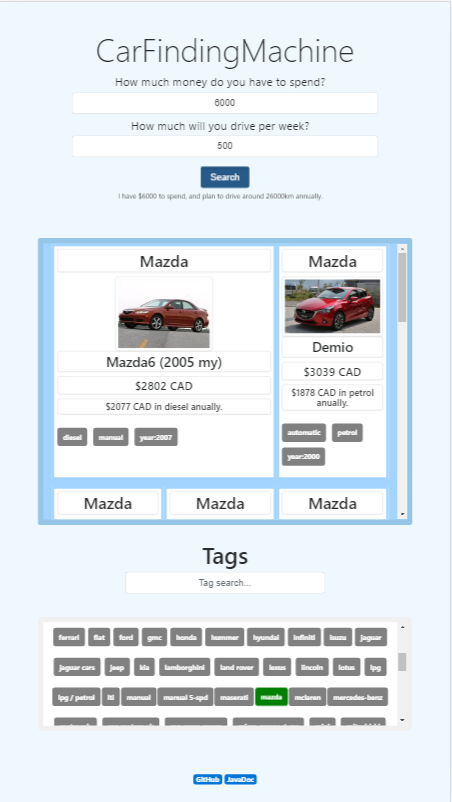 CarFindingMachine
How much money do you have to spend?
6000
How much will you drive per week?
500
Search
I have $6000 to spend, and plan to drive around 26000km annually.
Mazda
Mazda6 (2005 my)
$2802 CAD
$2077 CAD in diesel anually.
diesel manual year:2007
Mazda
Demio
$3039 CAD
$1878 CAD in petrol
anually.
automatic petrol
year:2000
Mazda Mazda Mazda
Tags
Tag search...
ferrari fiat ford gmc honda hummer hyundai infiniti isuzu jaguar
jaguar cars jeep kia lamborghini land rover lexus lincoln lotus lpg
lpg / petrol lti manual manual 5-spd maserati mazda mclaren mercedes-benz
GitHub JavaDoc